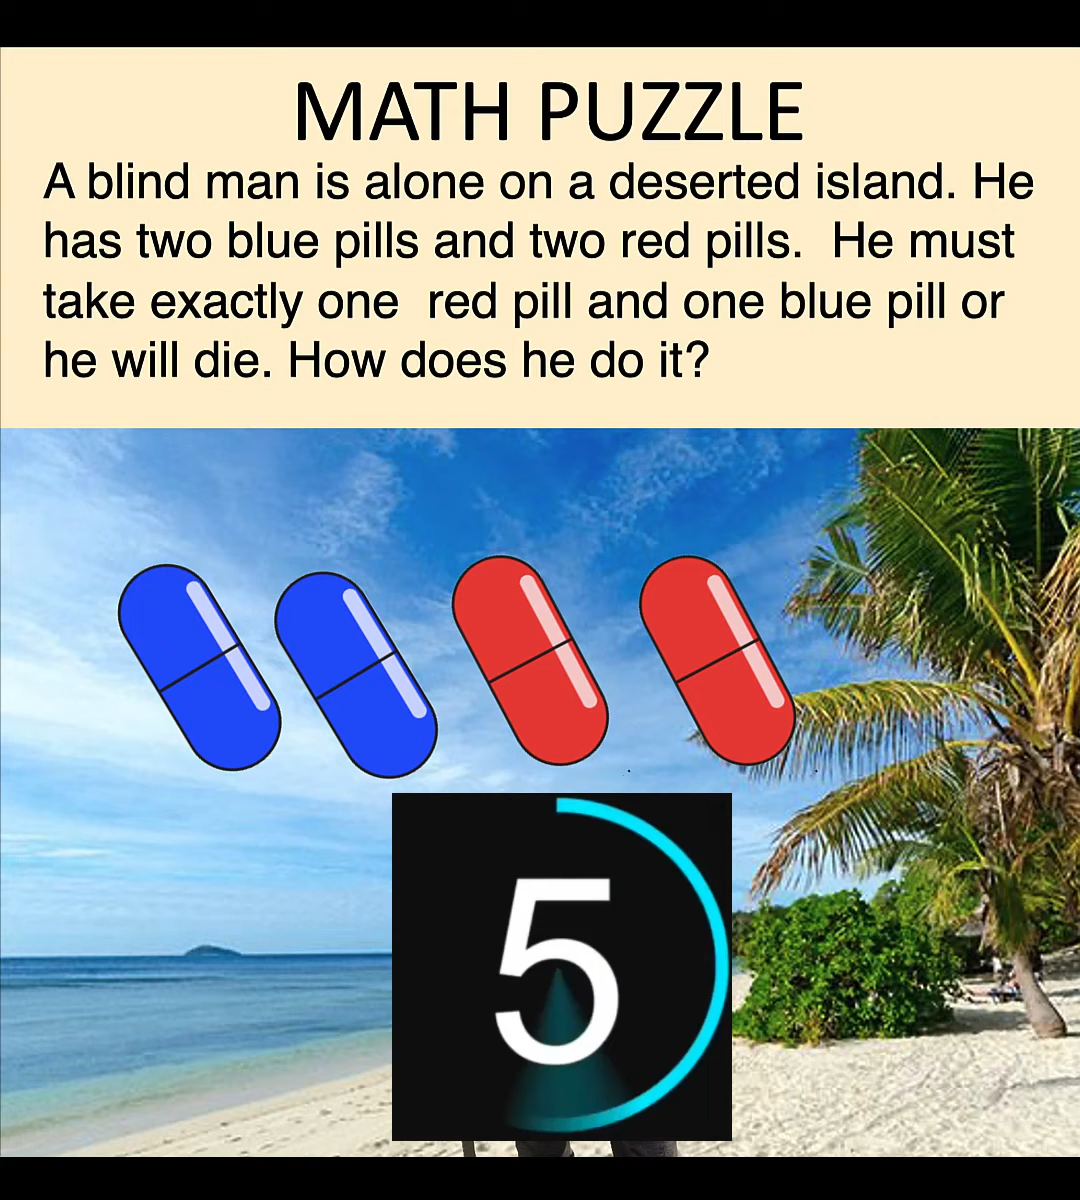 MATH PUZZLE
A blind man is alone on a deserted island. He
has two blue pills and two red pills.  He must
take exactly one  red pill and one blue pill or
he will die. How does he do it?
5